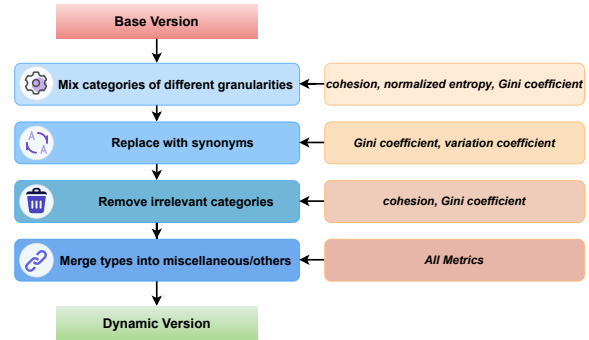 Base Version
Mix categories of different granularities
cohesion, normalized entropy, Gini coefficient
A
A
Replace with synonyms
Gini coefficient, variation coefficient
Remove irrelevant categories
cohesion, Gini coefficient
Merge types into miscellaneous/others
All Metrics
Dynamic Version